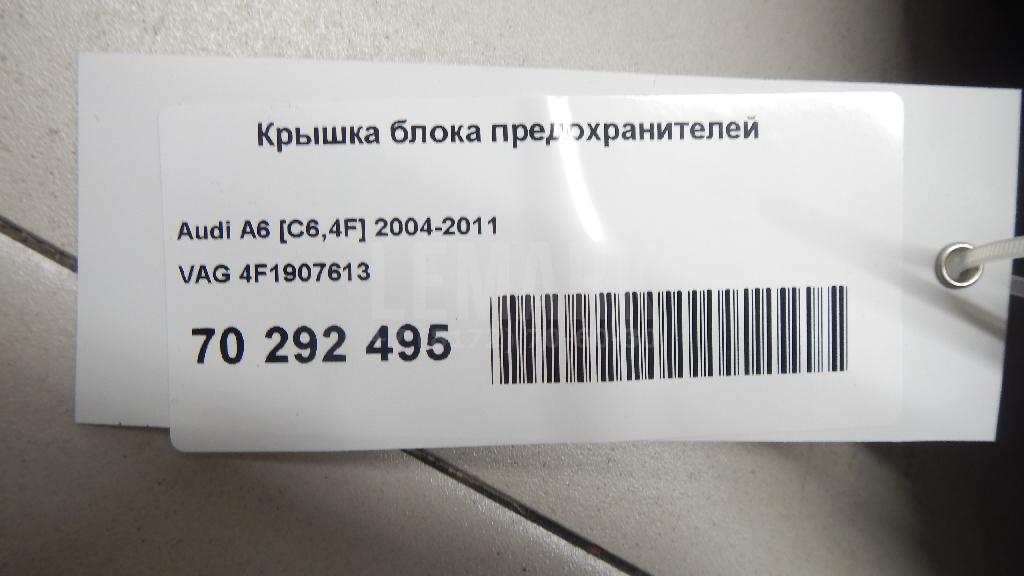 Крышка блока предохранителей
Audi A6 [C6,4F] 2004-2011
VAG 4F1907613
70 292 495